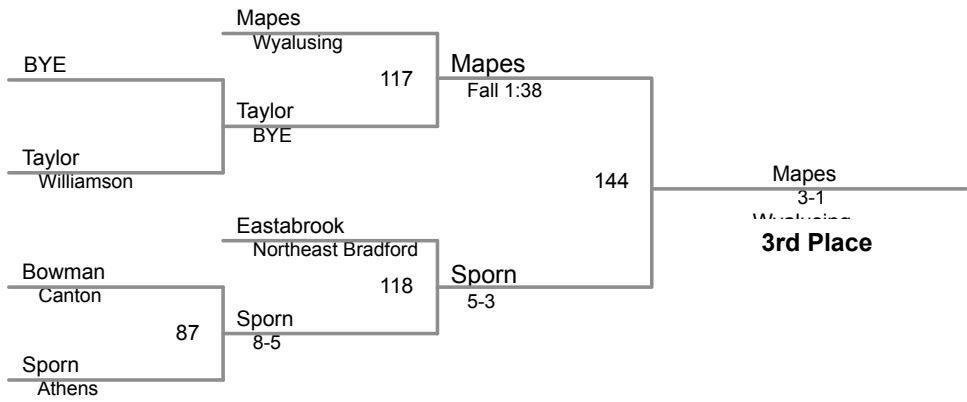 Mapes
Wyalusing
BYE
117
Mapes
Fall 1:38
Taylor
BYE
Taylor
Williamson
144
Mapes
3-1
3rd Place
Eastabrook
Northeast Bradford
Bowman
Canton
118
Sporn
5-3
87
Sporn
8-5
Sporn
Athens